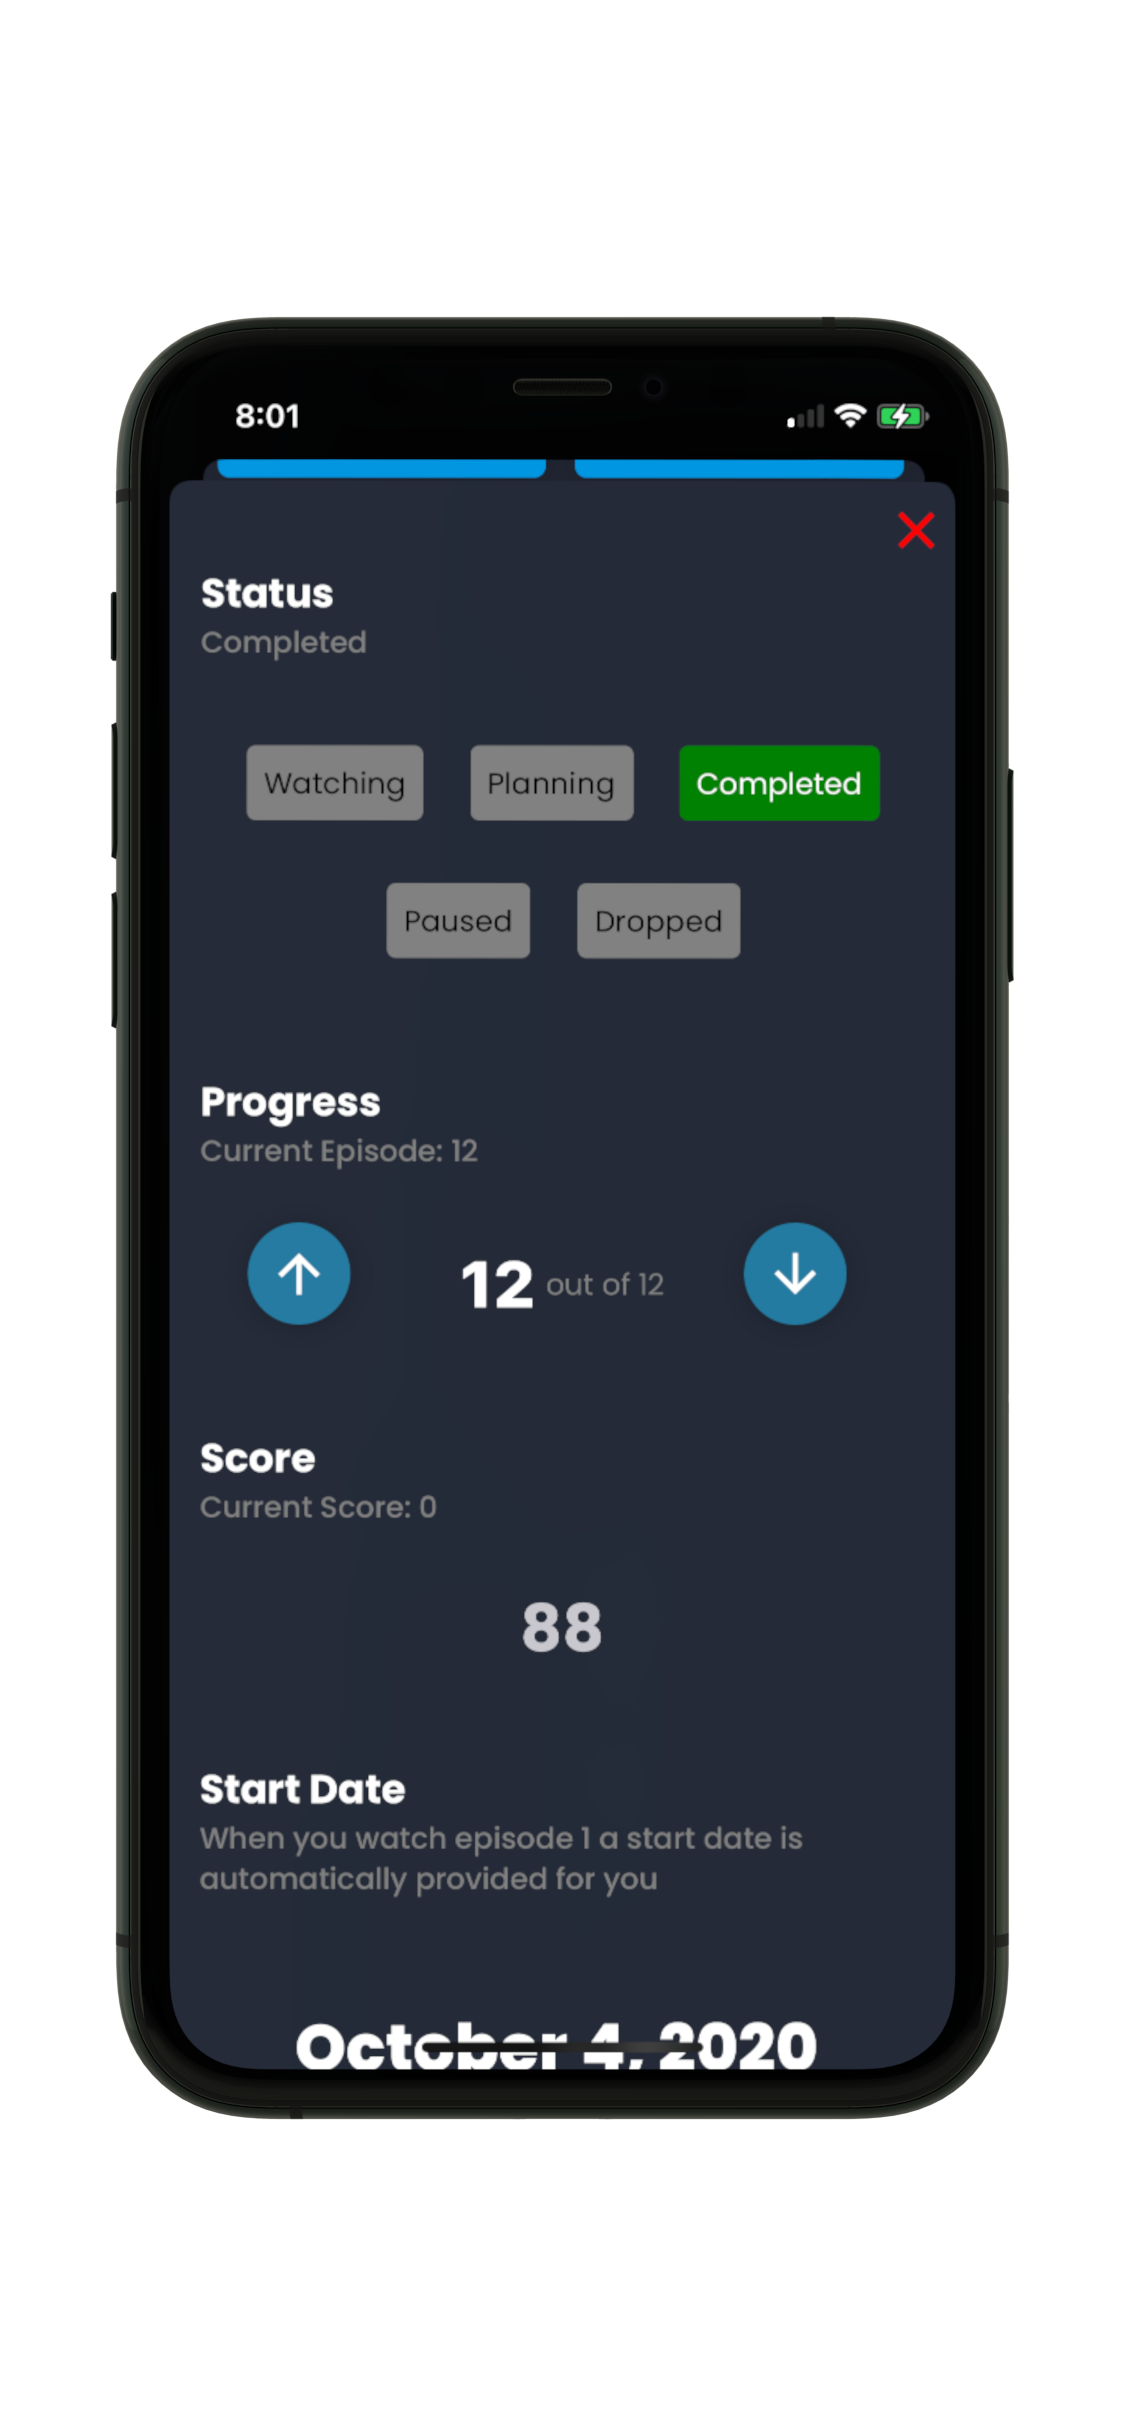 8:01
Status
Completed
Watching Planning Completed
Paused Dropped
Progress
Current Episode: 12
12 out of 12
Score
Current Score: 0
88
Start Date
When you watch episode 1 a start date is
automatically provided for you
October 4, 2020